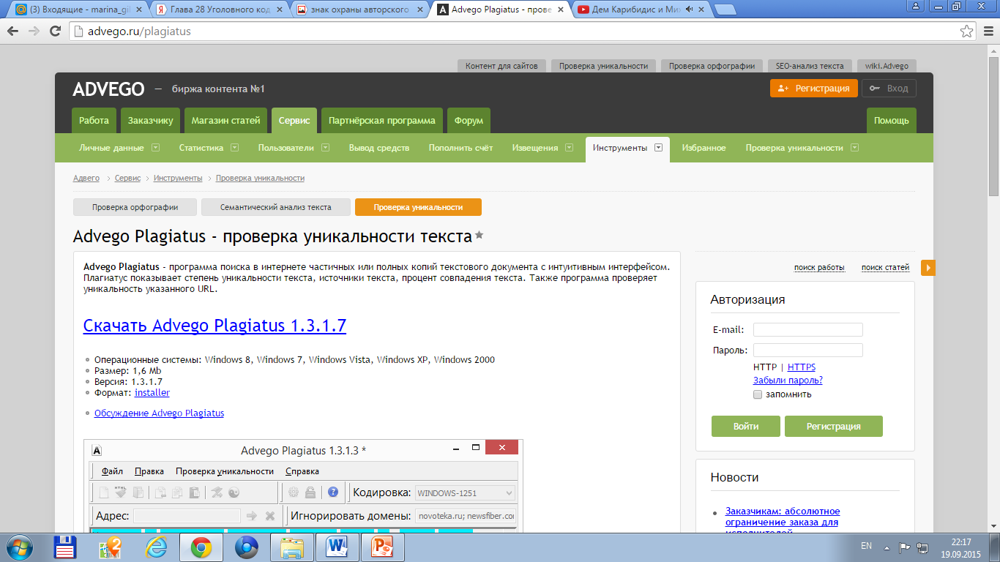 (3) Входящие - marina_gil
Глава 28 Уголовного код
знак охраны авторского
Advego Plagiatus - прове
Дем Карибидис и Мих
advego.ru/plagiatus
Контент для сайтов
Проверка уникальности
Проверка орфографии
SEO-анализ текста
wiki.Advego
ADVEGO — биржа контента №1
Регистрация
Вход
Работа
Заказчику
Магазин статей
Сервис
Партнёрская программа
Форум
Помощь
Личные данные
Статистика
Пользователи
Вывод средств
Пополнить счёт
Извещения
Инструменты
Избранное
Проверка уникальности
Адвего
Сервис
Инструменты
Проверка уникальности
Проверка орфографии
Семантический анализ текста
Проверка уникальности
Advego Plagiatus - проверка уникальности текста
Advego Plagiatus - программа поиска в интернете частичных или полных копий текстового документа с интуитивным интерфейсом.
Плагиатус показывает степень уникальности текста, источники текста, процент совпадения текста. Также программа проверяет
уникальность указанного URL.
Скачать Advego Plagiatus 1.3.1.7
Операционные системы: Windows 8, Windows 7, Windows Vista, Windows XP, Windows 2000
Размер: 1,6 Mb
Версия: 1.3.1.7
Формат: installer
Обсуждение Advego Plagiatus
Advego Plagiatus 1.3.1.3 *
Файл
Правка
Проверка уникальности
Справка
Кодировка: WINDOWS-1251
Адрес:
Игнорировать домены: novoteka.ru; newsfiber.co
поиск работы
поиск статей
Авторизация
E-mail:
Пароль:
HTTP | HTTPS
Забыли пароль?
запомнить
Войти
Регистрация
Новости
Заказчикам: абсолютное
ограничение заказа для
исполнителей
EN
22:17
19.09.2015